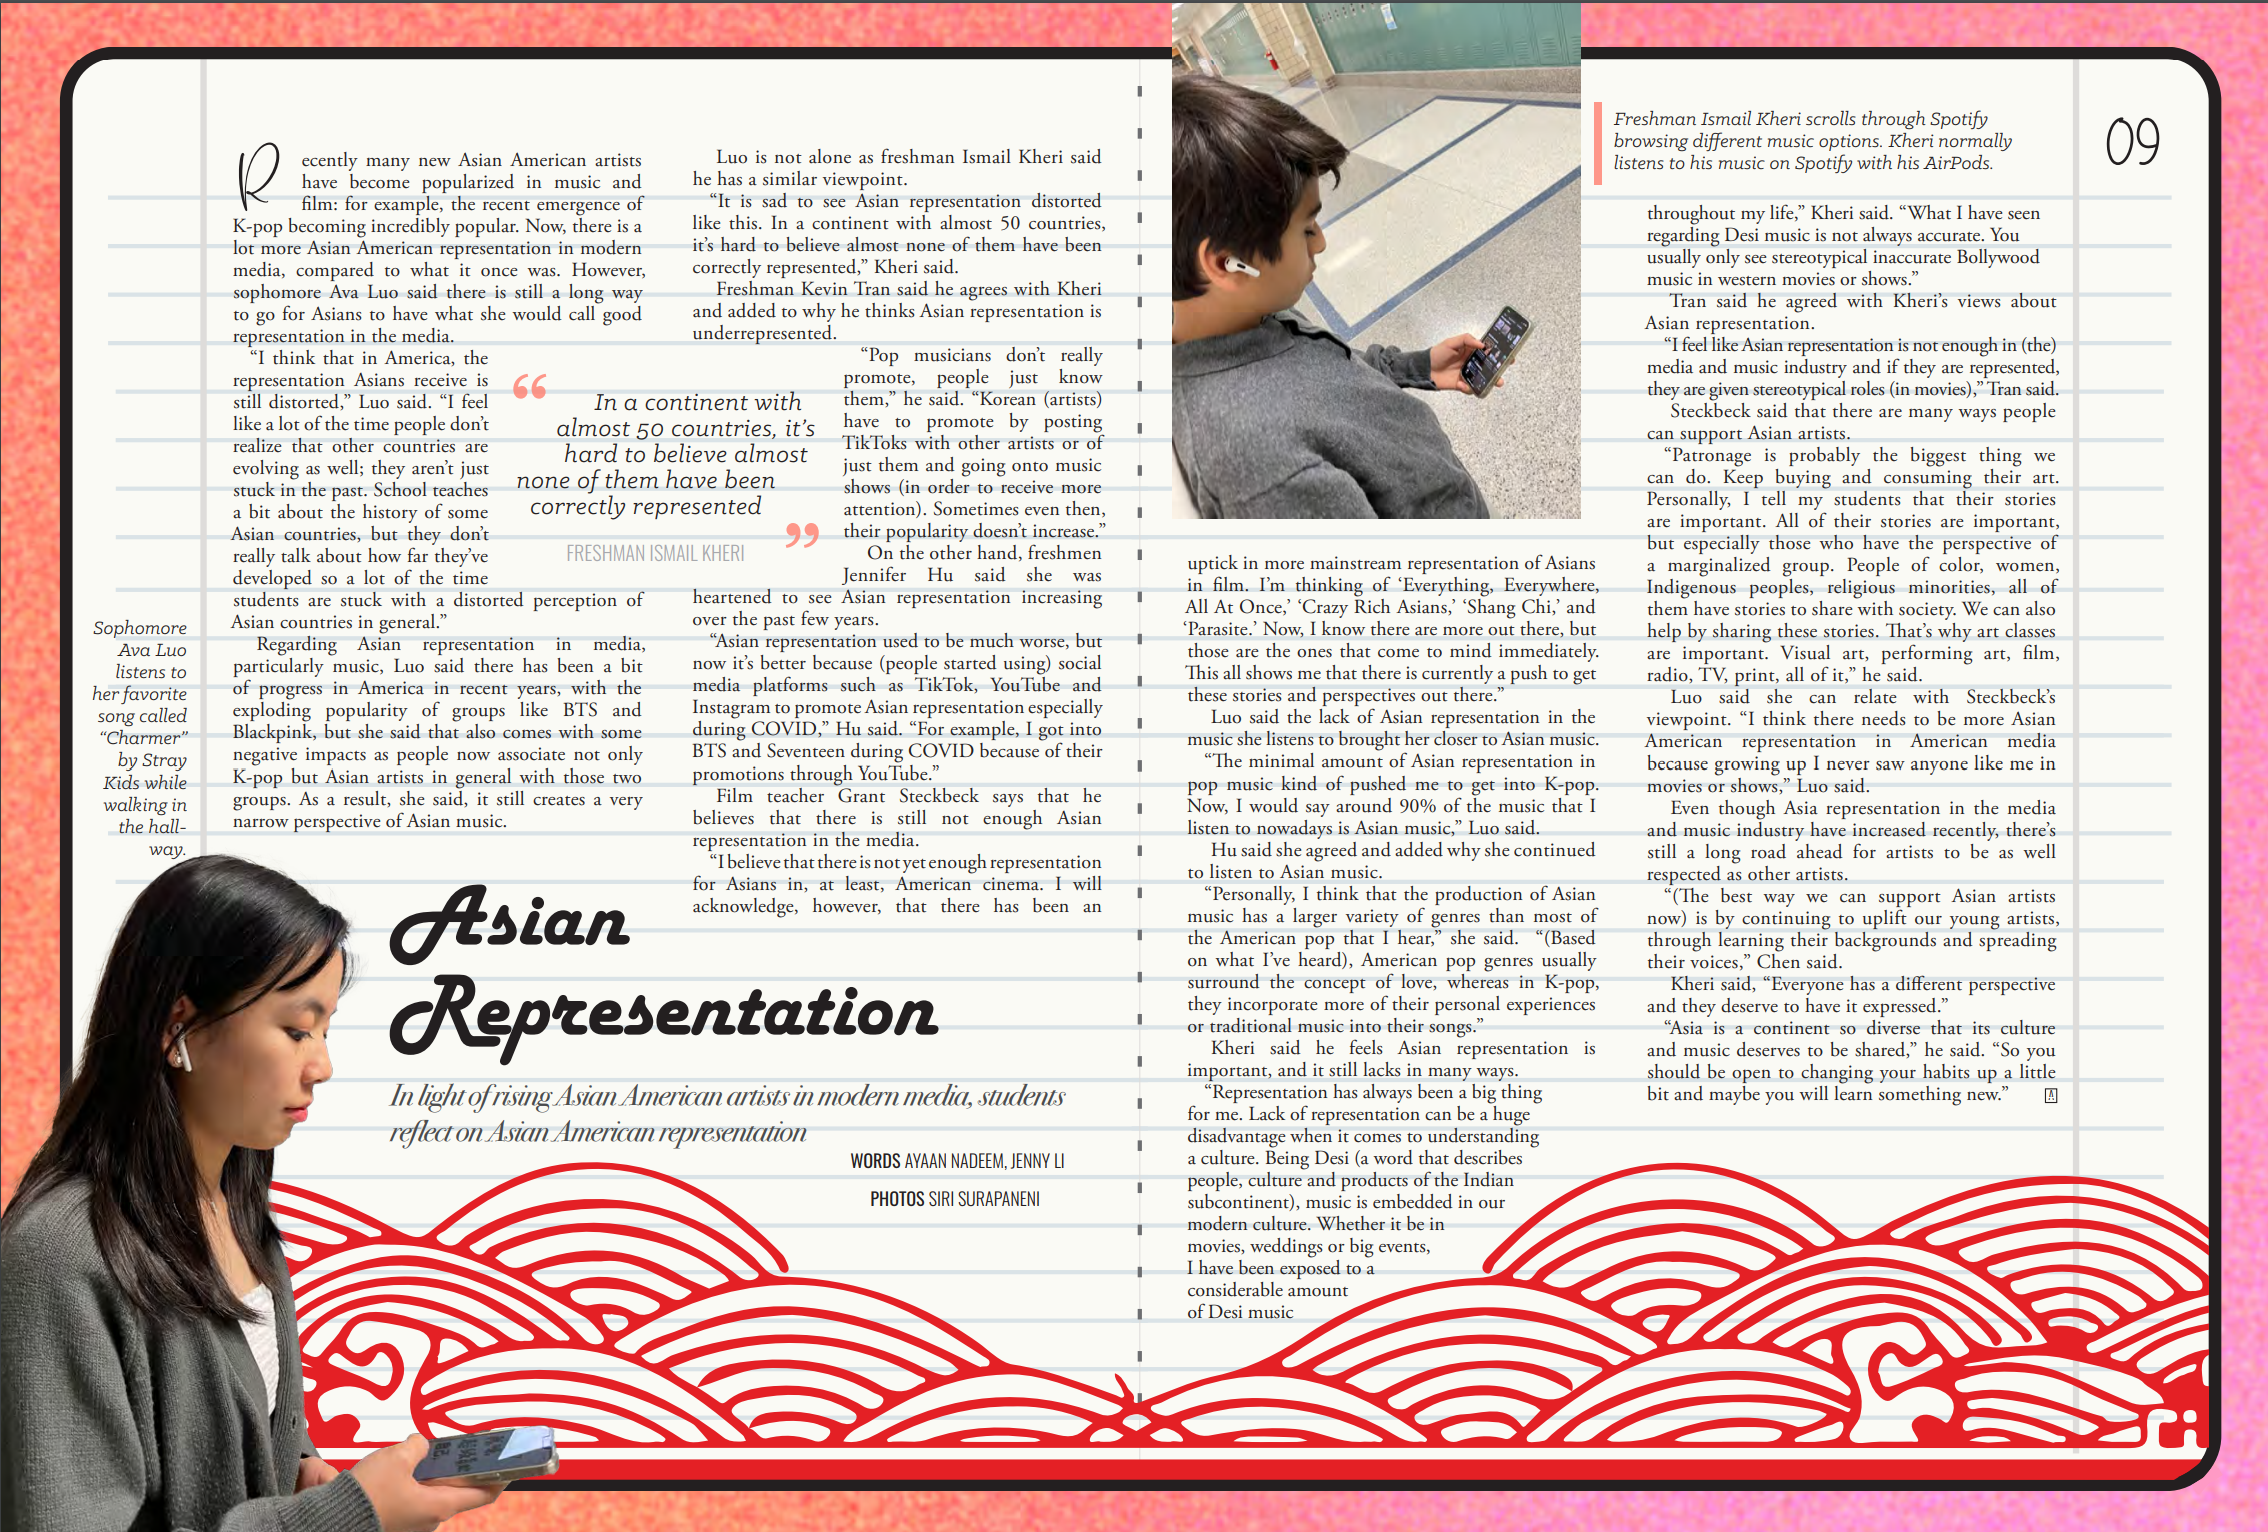 Recently many new Asian American artists
have become popularized in music and
film: for example, the recent emergence of
K-pop becoming incredibly popular. Now, there is a
lot more Asian American representation in modern
media, compared to what it once was. However,
sophomore Ava Luo said there is still a long way
to go for Asians to have what she would call good
representation in the media.
“I think that in America, the
representation Asians receive is
still distorted,” Luo said. “I feel
like a lot of the time people don’t
realize that other countries are
evolving as well; they aren’t just
stuck in the past. School teaches
a bit about the history of some
Asian countries, but they don’t
really talk about how far they’ve
developed so a lot of the time
students are stuck with a distorted perception of
Asian countries in general.”
Regarding Asian representation in media,
particularly music, Luo said there has been a bit
of progress in America in recent years, with the
exploding popularity of groups like BTS and
Blackpink, but she said that also comes with some
negative impacts as people now associate not only
K-pop but Asian artists in general with those two
groups. As a result, she said, it still creates a very
narrow perspective of Asian music.
Sophomore
Ava Luo
listens to
her favorite
song called
“Charmer”
by Stray
Kids while
walking in
the hall-
way.
Asian
Representation
In light of rising Asian American artists in modern media, students
reflect on Asian American representation
WORDS AYAAN NADEEM, JENNY LI
PHOTOS SIRI SURAPANENI
Luo is not alone as freshman Ismail Kheri said
he has a similar viewpoint.
“It is sad to see Asian representation distorted
like this. In a continent with almost 50 countries,
it’s hard to believe almost none of them have been
correctly represented,” Kheri said.
Freshman Kevin Tran said he agrees with Kheri
and added to why he thinks Asian representation is
underrepresented.
“Pop musicians don’t really
promote, people just know
them,” he said. “Korean (artists)
have to promote by posting
TikToks with other artists or of
just them and going onto music
shows (in order to receive more
attention). Sometimes even then,
their popularity doesn’t increase.”
On the other hand, freshmen
Jennifer Hu said she was
heartened to see Asian representation increasing
over the past few years.
“Asian representation used to be much worse, but
now it’s better because (people started using) social
media platforms such as TikTok, YouTube and
Instagram to promote Asian representation especially
during COVID,” Hu said. “For example, I got into
BTS and Seventeen during COVID because of their
promotions through YouTube.”
Film teacher Grant Steckbeck says that he
believes that there is still not enough Asian
representation in the media.
“I believe that there is not yet enough representation
for Asians in, at least, American cinema. I will
acknowledge, however, that there has been an
“
In a continent with
almost 50 countries, it’s
hard to believe almost
none of them have been
correctly represented
”
FRESHMAN ISMAIL KHERI
uptick in more mainstream representation of Asians
in film. I’m thinking of ‘Everything, Everywhere,
All At Once,’ ‘Crazy Rich Asians,’ ‘Shang Chi,’ and
‘Parasite.’ Now, I know there are more out there, but
those are the ones that come to mind immediately.
This all shows me that there is currently a push to get
these stories and perspectives out there.”
Luo said the lack of Asian representation in the
music she listens to brought her closer to Asian music.
“The minimal amount of Asian representation in
pop music kind of pushed me to get into K-pop.
Now, I would say around 90% of the music that I
listen to nowadays is Asian music,” Luo said.
Hu said she agreed and added why she continued
to listen to Asian music.
“Personally, I think that the production of Asian
music has a larger variety of genres than most of
the American pop that I hear,” she said. “(Based
on what I’ve heard), American pop genres usually
surround the concept of love, whereas in K-pop,
they incorporate more of their personal experiences
or traditional music into their songs.”
Kheri said he feels Asian representation is
important, and it still lacks in many ways.
“Representation has always been a big thing
for me. Lack of representation can be a huge
disadvantage when it comes to understanding
a culture. Being Desi (a word that describes
people, culture and products of the Indian
subcontinent), music is embedded in our
modern culture. Whether it be in
movies, weddings or big events,
I have been exposed to a
considerable amount
of Desi music
Freshman Ismail Kheri scrolls through Spotify
browsing different music options. Kheri normally
listens to his music on Spotify with his AirPods.
09
throughout my life,” Kheri said. “What I have seen
regarding Desi music is not always accurate. You
usually only see stereotypical inaccurate Bollywood
music in western movies or shows.”
Tran said he agreed with Kheri’s views about
Asian representation.
“I feel like Asian representation is not enough in (the)
media and music industry and if they are represented,
they are given stereotypical roles (in movies),” Tran said.
Steckbeck said that there are many ways people
can support Asian artists.
“Patronage is probably the biggest thing we
can do. Keep buying and consuming their art.
Personally, I tell my students that their stories
are important. All of their stories are important,
but especially those who have the perspective of
a marginalized group. People of color, women,
Indigenous peoples, religious minorities, all of
them have stories to share with society. We can also
help by sharing these stories. That’s why art classes
are important. Visual art, performing art, film,
radio, TV, print, all of it,” he said.
Luo said she can relate with Steckbeck’s
viewpoint. “I think there needs to be more Asian
American representation in American media
because growing up I never saw anyone like me in
movies or shows,” Luo said.
Even though Asia representation in the media
and music industry have increased recently, there’s
still a long road ahead for artists to be as well
respected as other artists.
“(The best way we can support Asian artists
now) is by continuing to uplift our young artists,
through learning their backgrounds and spreading
their voices,” Chen said.
Kheri said, “Everyone has a different perspective
and they deserve to have it expressed.”
“Asia is a continent so diverse that its culture
and music deserves to be shared,” he said. “So you
should be open to changing your habits up a little
bit and maybe you will learn something new.”